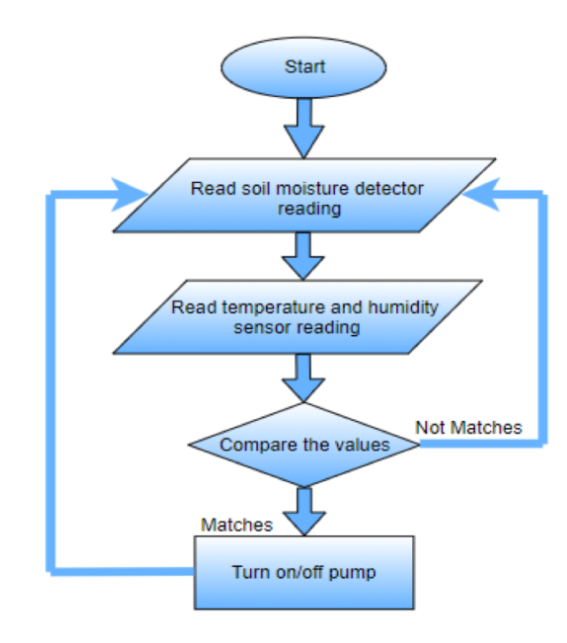 Start
Read soil moisture detector
reading
Read temperature and humidity
sensor reading
Compare the values
Not Matches
Matches
Turn on/off pump